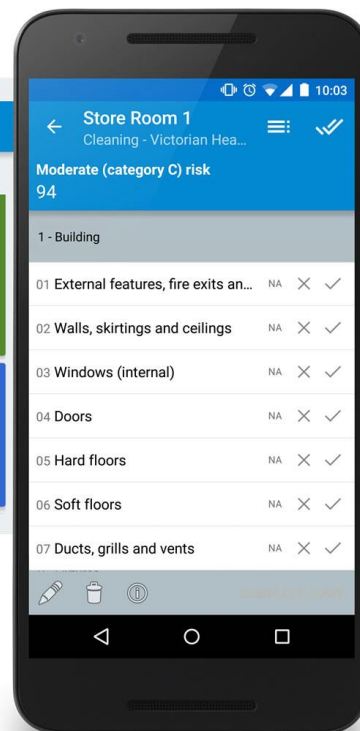 10:03
Store Room 1
Cleaning - Victorian Hea...
Moderate (category C) risk
94
1 - Building
01 External features, fire exits an... NA
02 Walls, skirtings and ceilings NA
03 Windows (internal) NA
04 Doors NA
05 Hard floors NA
06 Soft floors NA
07 Ducts, grills and vents NA